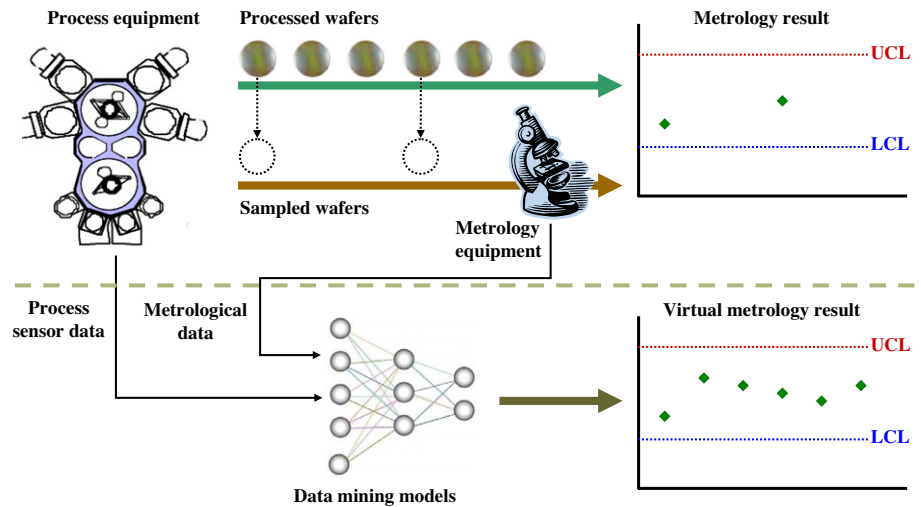 Process equipment
Processed wafers
Metrology result
UCL
LCL
Sampled wafers
Metrology
equipment
Process
sensor data
Metrological
data
Virtual metrology result
UCL
LCL
Data mining models